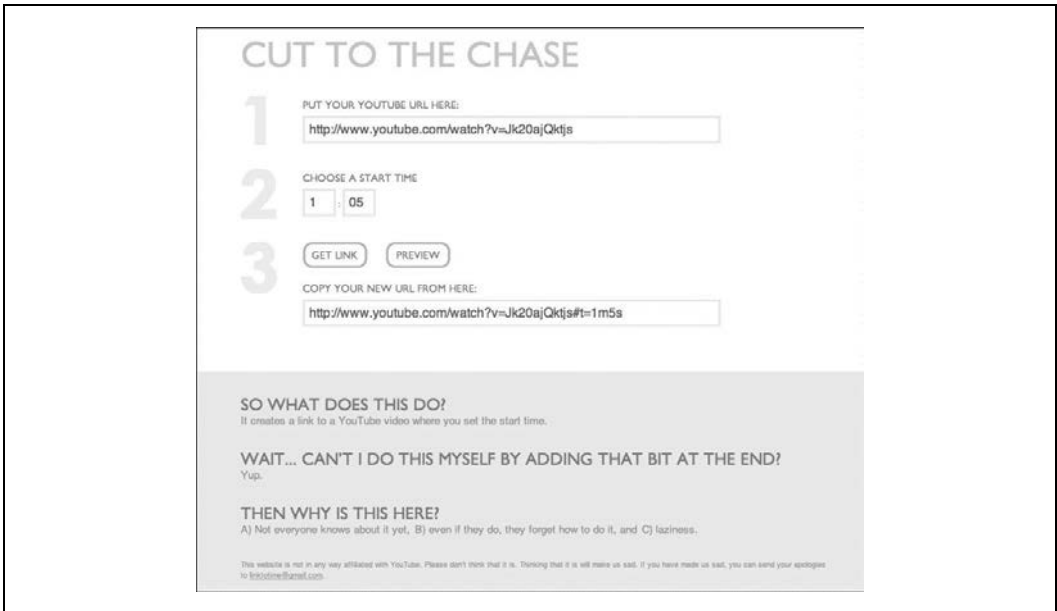 CUT TO THE CHASE
1
PUT YOUR YOUTUBE URL HERE:
http://www.youtube.com/watch?v=Jk20ajQktjs
2
CHOOSE A START TIME
1 : 05
3
GET LINK PREVIEW
COPY YOUR NEW URL FROM HERE:
http://www.youtube.com/watch?v=Jk20ajQktjs#t=1m5s
SO WHAT DOES THIS DO?
It creates a link to a YouTube video where you set the start time.
WAIT... CAN'T I DO THIS MYSELF BY ADDING THAT BIT AT THE END?
Yup.
THEN WHY IS THIS HERE?
A) Not everyone knows about it yet, B) even if they do, they forget how to do it, and C) laziness.
This website is not in any way affiliated with YouTube. Please don't think that it is. Thinking that it is will make us sad. If you have made us sad, you can send your apologies
to linktotime@gmail.com.